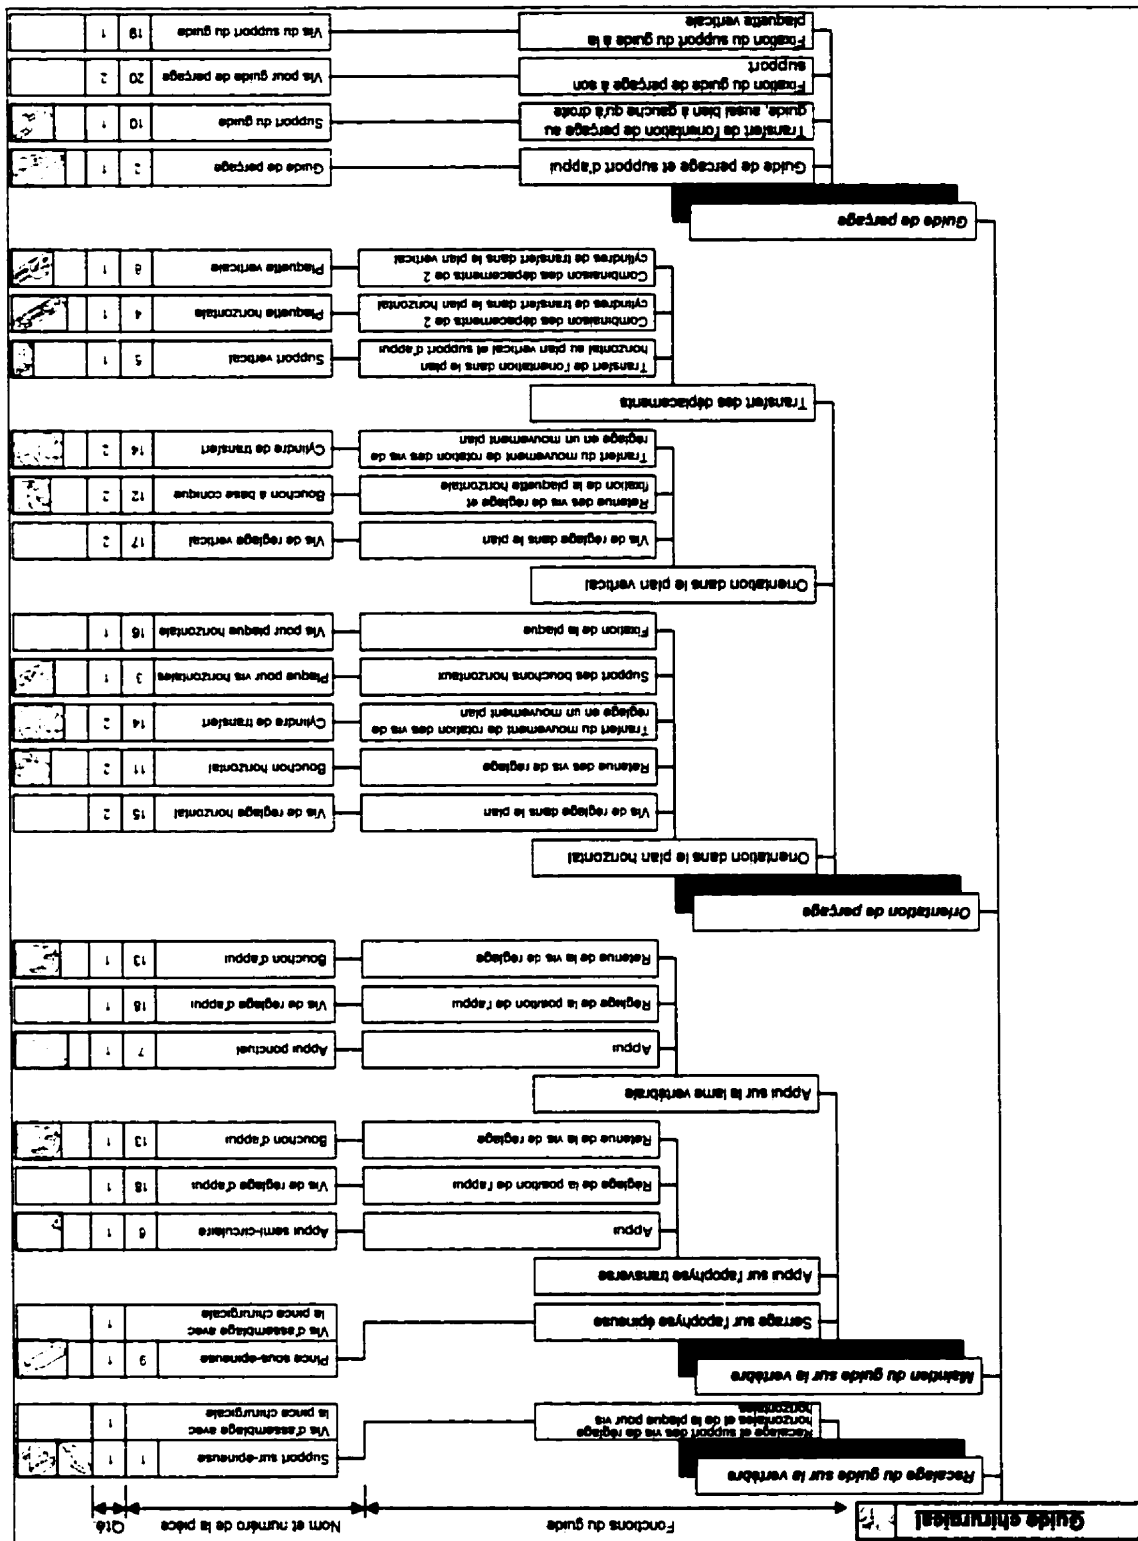 Guide chirurgical
Fonctions du guide
Nom et numéro de la pièce
Qté
Recalage du guide sur la vertèbre
Recalage et support des vis de réglage
horizontales et de la plaque pour vis
horizontales
Support sur-épineuse 1 1
Vis d'assemblage avec
la pince chirurgicale 1
Maintien du guide sur la vertèbre
Serrage sur l'apophyse épineuse
Pince sous-épineuse 9 1
Vis d'assemblage avec
la pince chirurgicale 1
Appui sur l'apophyse transverse
Appui
Appui semi-circulaire 6 1
Réglage de la position de l'appui
Vis de réglage d'appui 18 1
Retenue de la vis de réglage
Bouchon d'appui 13 1
Appui sur la lame vertébrale
Appui
Appui ponctuel 7 1
Réglage de la position de l'appui
Vis de réglage d'appui 18 1
Retenue de la vis de réglage
Bouchon d'appui 13 1
Orientation de perçage
Orientation dans le plan horizontal
Vis de réglage dans le plan
Vis de réglage horizontal 15 2
Retenue des vis de réglage
Bouchon horizontal 11 2
Tranfert du mouvement de rotation des vis de
réglage en un mouvement plan
Cylindre de transfert 14 2
Support des bouchons horizontaux
Plaque pour vis horizontales 3 1
Fixation de la plaque
Vis pour plaque horizontale 16 1
Orientation dans le plan vertical
Vis de réglage dans le plan
Vis de réglage vertical 17 2
Retenue des vis de réglage et
fixation de la plaquette horizontale
Bouchon à base conique 12 2
Tranfert du mouvement de rotation des vis de
réglage en un mouvement plan
Cylindre de transfert 14 2
Transfert des déplacements
Transfert de l'orientation dans le plan
horizontal au plan vertical et support d'appui
Support vertical 5 1
Combinaison des déplacements de 2
cylindres de transfert dans le plan horizontal
Plaquette horizontale 4 1
Combinaison des déplacements de 2
cylindres de transfert dans le plan vertical
Plaquette verticale 8 1
Guide de perçage
Guide de perçage et support d'appui
Guide de perçage 2 1
Transfert de l'orientation de perçage au
guide, aussi bien à gauche qu'à droite
Support du guide 10 1
Fixation du guide de perçage à son
support
Vis pour guide de perçage 20 2
Fixation du support du guide à la
plaquette verticale
Vis du support du guide 19 1